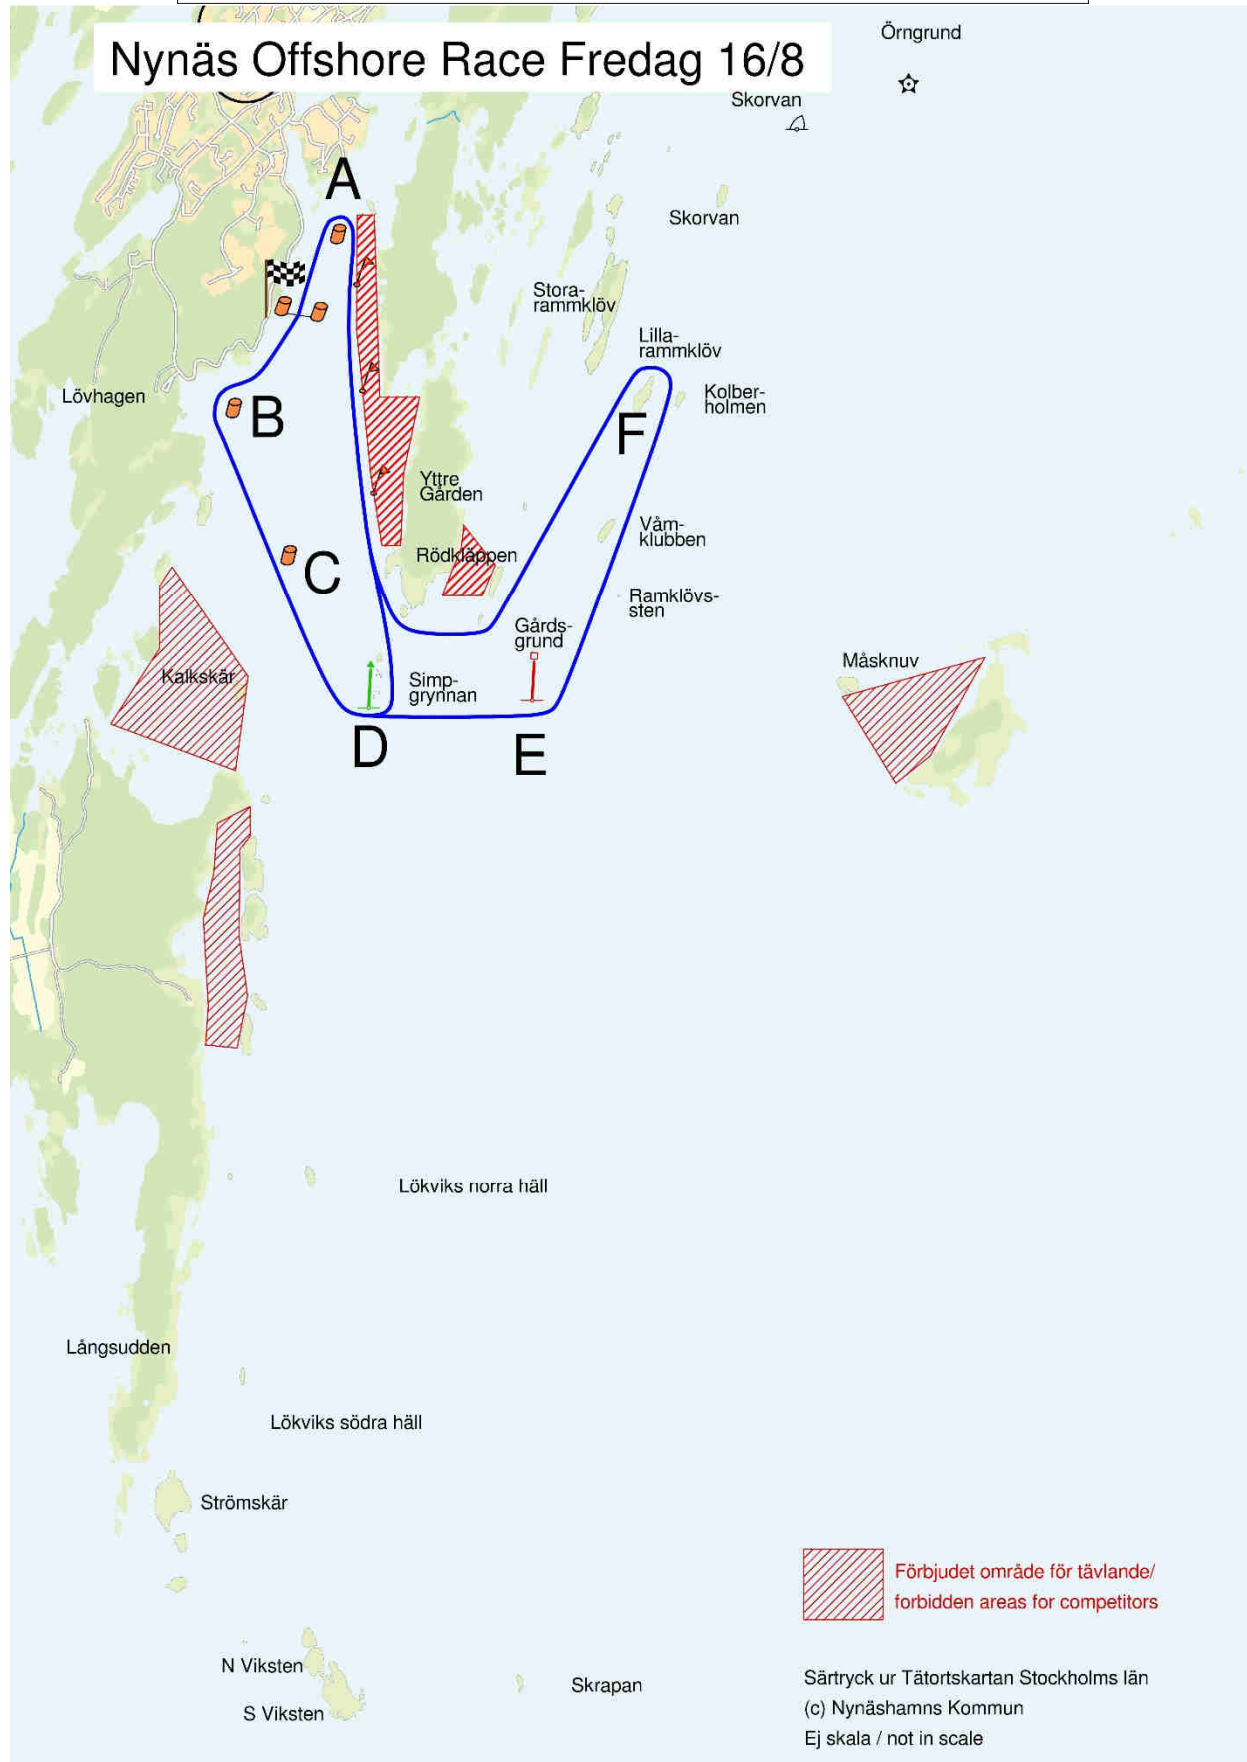 Örngrund
Nynäs Offshore Race Fredag 16/8
Skorvan
A
Skorvan
Stora-
rammklöv
Lilla-
rammklöv
Lövhagen
Kolber-
holmen
B
F
Yttre
Gården
Våm-
klubben
Rödkläppen
C
Ramklövs-
sten
Gårds-
grund
Måsknuv
Kalkskär
Simp-
grynnan
D
E
Lökviks norra häll
Långsudden
Lökviks södra häll
Strömskär
Förbjudet område för tävlande/
forbidden areas for competitors
N Viksten
Skrapan
S Viksten
Särtryck ur Tätortskartan Stockholms län
(c) Nynäshamns Kommun
Ej skala / not in scale